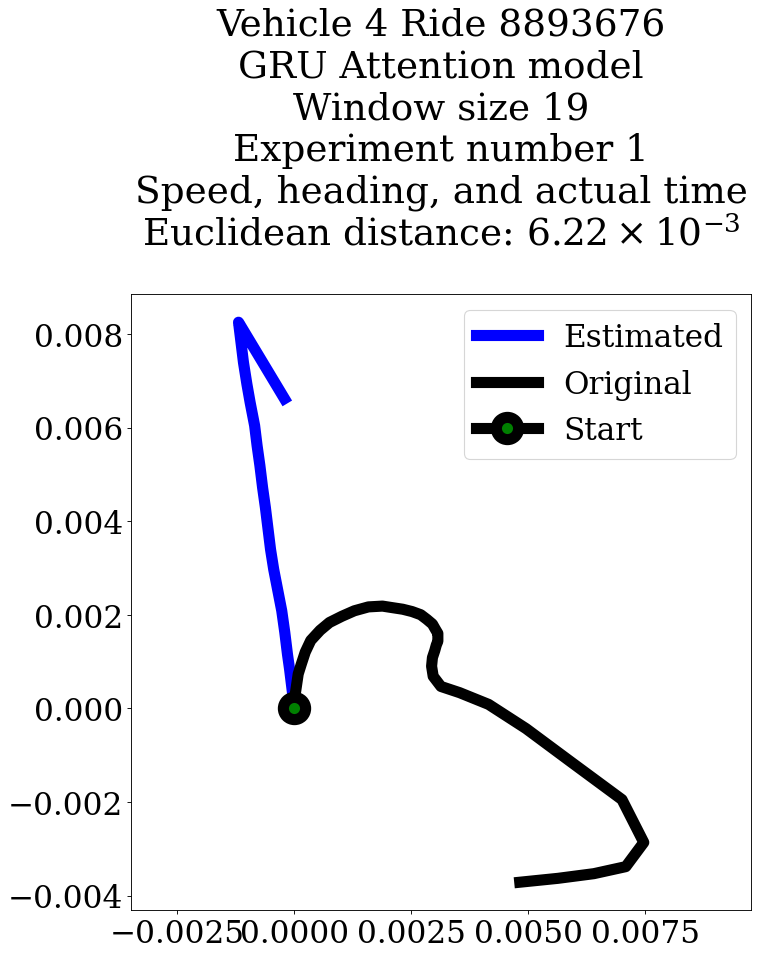 Vehicle 4 Ride 8893676
GRU Attention model
Window size 19
Experiment number 1
Speed, heading, and actual time
Euclidean distance: 6.22 × 10⁻³
Estimated
Original
Start
0.008
0.006
0.004
0.002
0.000
−0.002
−0.004
−0.0025 0.0000 0.0025 0.0050 0.0075